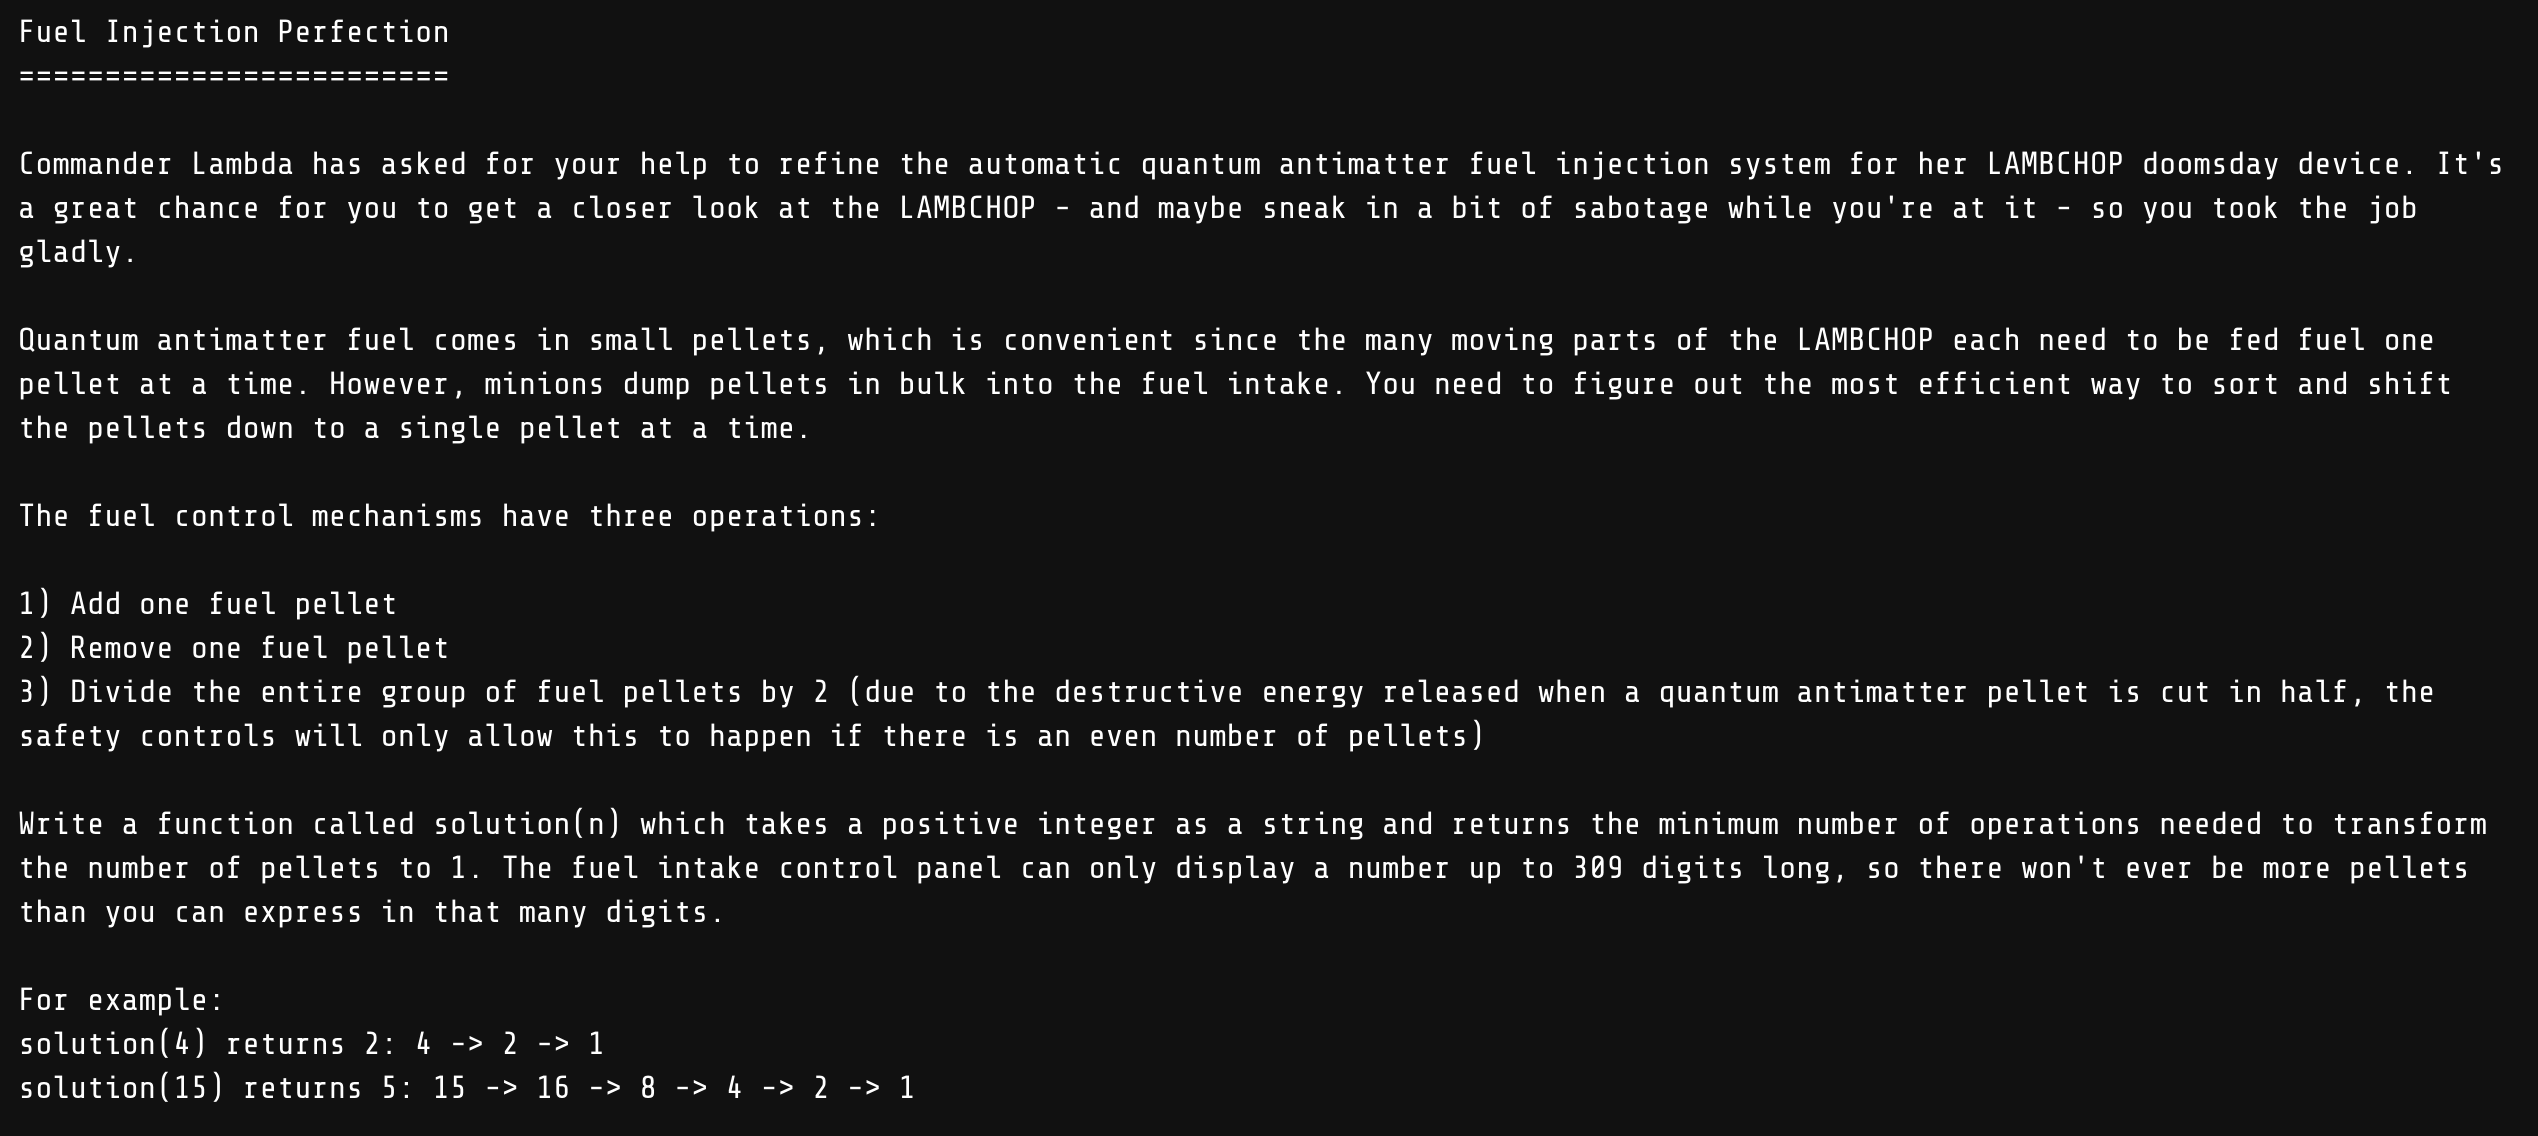 Fuel Injection Perfection
=========================
Commander Lambda has asked for your help to refine the automatic quantum antimatter fuel injection system for her LAMBCHOP doomsday device. It's
a great chance for you to get a closer look at the LAMBCHOP - and maybe sneak in a bit of sabotage while you're at it - so you took the job
gladly.
Quantum antimatter fuel comes in small pellets, which is convenient since the many moving parts of the LAMBCHOP each need to be fed fuel one
pellet at a time. However, minions dump pellets in bulk into the fuel intake. You need to figure out the most efficient way to sort and shift
the pellets down to a single pellet at a time.
The fuel control mechanisms have three operations:
1) Add one fuel pellet
2) Remove one fuel pellet
3) Divide the entire group of fuel pellets by 2 (due to the destructive energy released when a quantum antimatter pellet is cut in half, the
safety controls will only allow this to happen if there is an even number of pellets)
Write a function called solution(n) which takes a positive integer as a string and returns the minimum number of operations needed to transform
the number of pellets to 1. The fuel intake control panel can only display a number up to 309 digits long, so there won't ever be more pellets
than you can express in that many digits.
For example:
solution(4) returns 2: 4 -> 2 -> 1
solution(15) returns 5: 15 -> 16 -> 8 -> 4 -> 2 -> 1